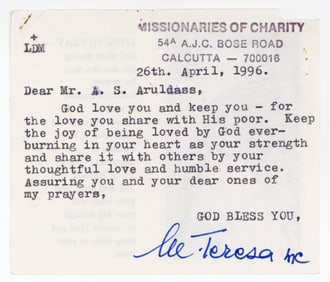 +
LDM
MISSIONARIES OF CHARITY
54A A.J.C. BOSE ROAD
CALCUTTA - 700016
26th. April, 1996.
Dear Mr. A. S. Aruldass,
God love you and keep you - for
the love you share with His poor. Keep
the joy of being loved by God ever-
burning in your heart as your strength
and share it with others by your
thoughtful love and humble service.
Assuring you and your dear ones of
my prayers,
GOD BLESS YOU,
M Teresa mc